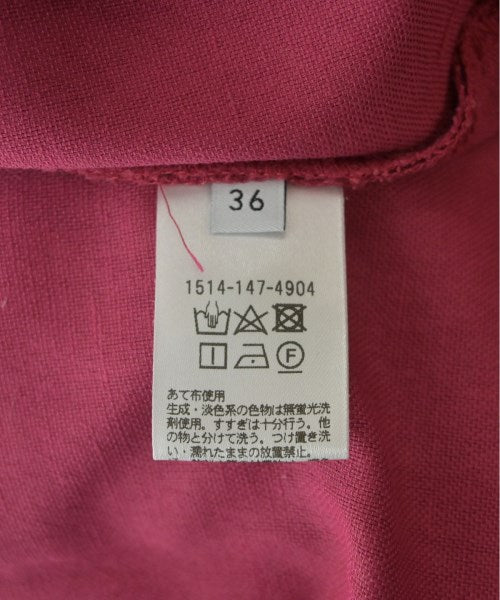 36
1514-147-4904
F
あて布使用
生成・淡色系の色物は無蛍光洗
剤使用。すすぎは十分行う。他
の物と分けて洗う。つけ置き洗
い・濡れたままの放置禁止。